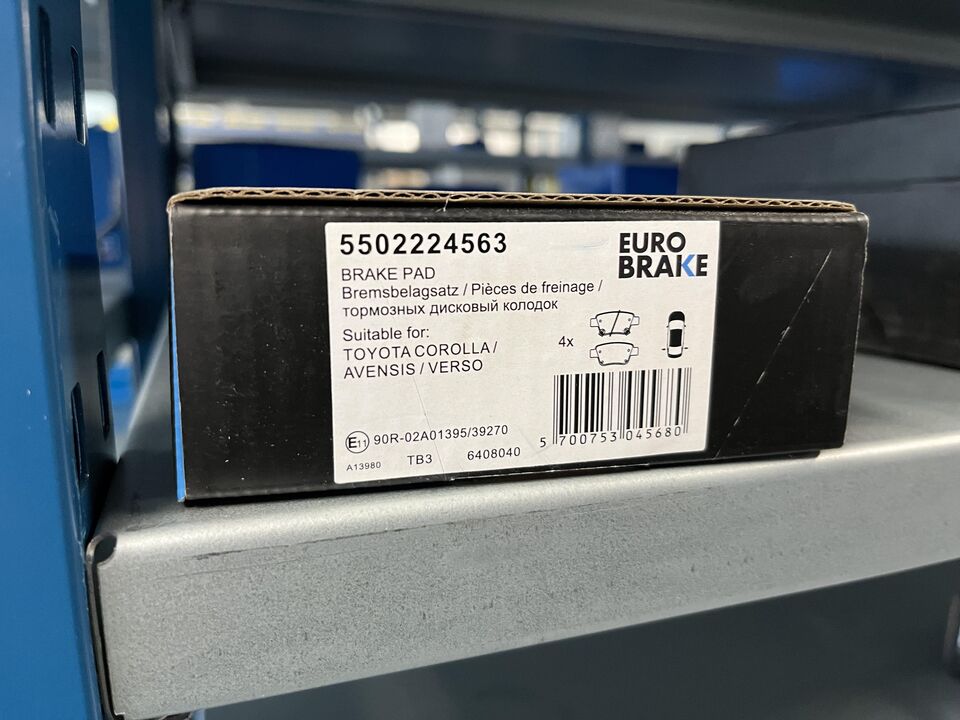 5502224563
EURO
BRAKE
BRAKE PAD
Bremsbelagsatz / Pièces de freinage /
тормозных дисковый колодок
Suitable for:
TOYOTA COROLLA /
AVENSIS / VERSO
4x
E11 90R-02A01395/39270
A13980 TB3 6408040
5 700753 045680